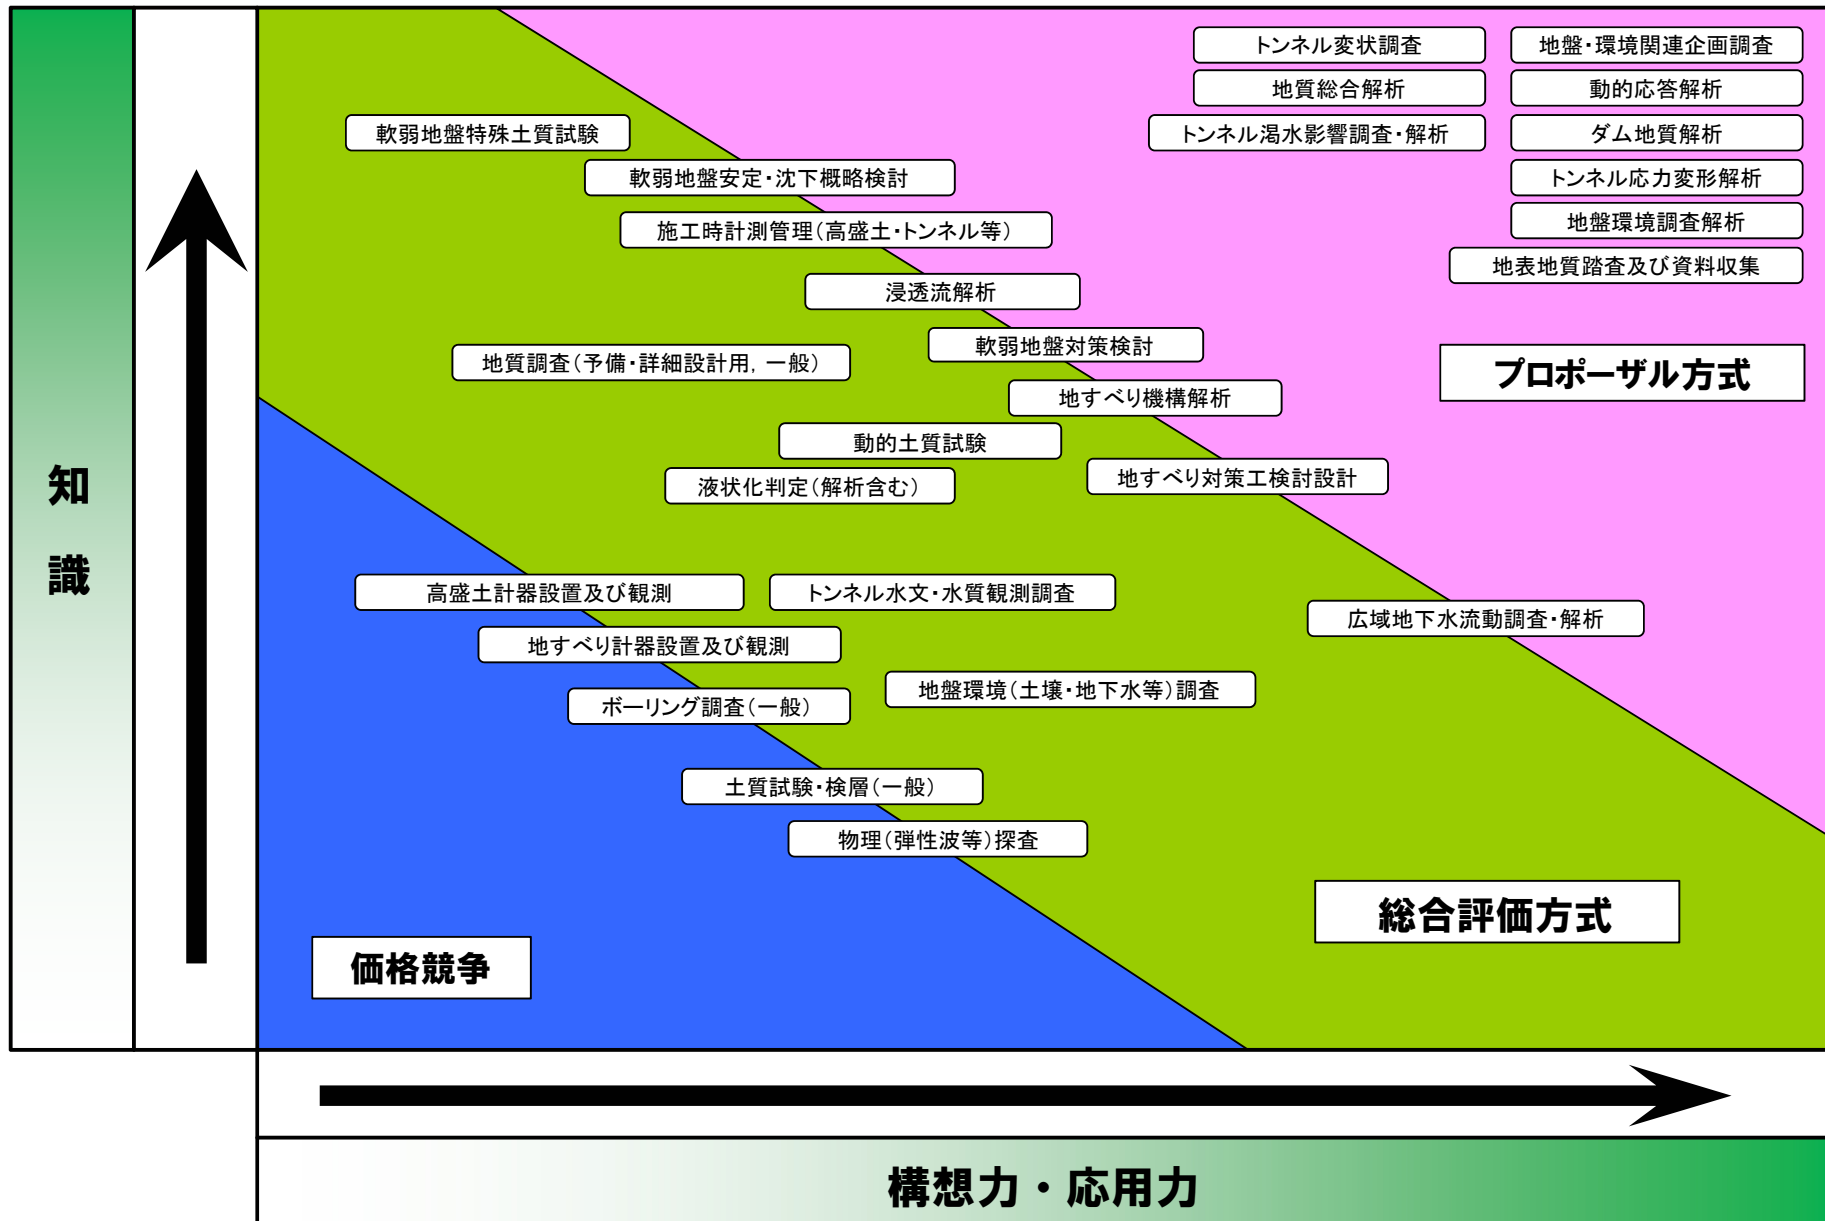 知
識
トンネル変状調査
地盤・環境関連企画調査
地質総合解析
動的応答解析
軟弱地盤特殊土質試験
トンネル渇水影響調査・解析
ダム地質解析
軟弱地盤安定・沈下概略検討
トンネル応力変形解析
施工時計測管理(高盛土・トンネル等)
地盤環境調査解析
地表地質踏査及び資料収集
浸透流解析
軟弱地盤対策検討
地質調査(予備・詳細設計用, 一般)
プロポーザル方式
地すべり機構解析
動的土質試験
地すべり対策工検討設計
液状化判定(解析含む)
高盛土計器設置及び観測
トンネル水文・水質観測調査
広域地下水流動調査・解析
地すべり計器設置及び観測
地盤環境(土壌・地下水等)調査
ボーリング調査(一般)
土質試験・検層(一般)
物理(弾性波等)探査
総合評価方式
価格競争
構想力・応用力